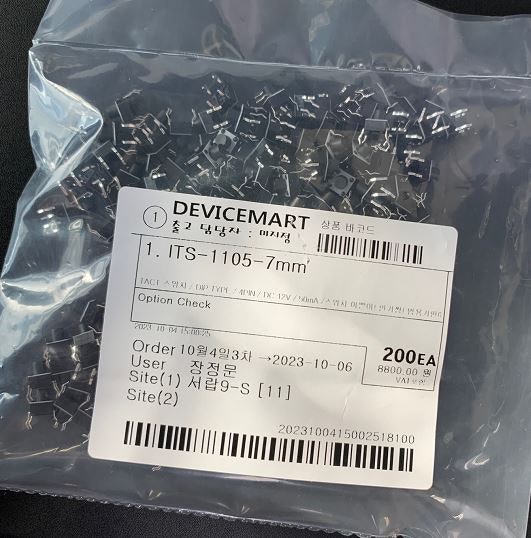 1 DEVICEMART 상품 바코드
출고 담당자 : 미지정
1. ITS-1105-7mm
TACT 스위치 / DIP TYPE / 4PIN / DC 12V / 50mA /
Option Check
2023-10-04 15:00:25
200EA
Order 10월4일3차 →2023-10-06
8800.00 원
User 장정문
VAT포함
Site(1) 서랍9-S [11]
Site(2)
2023100415002518100